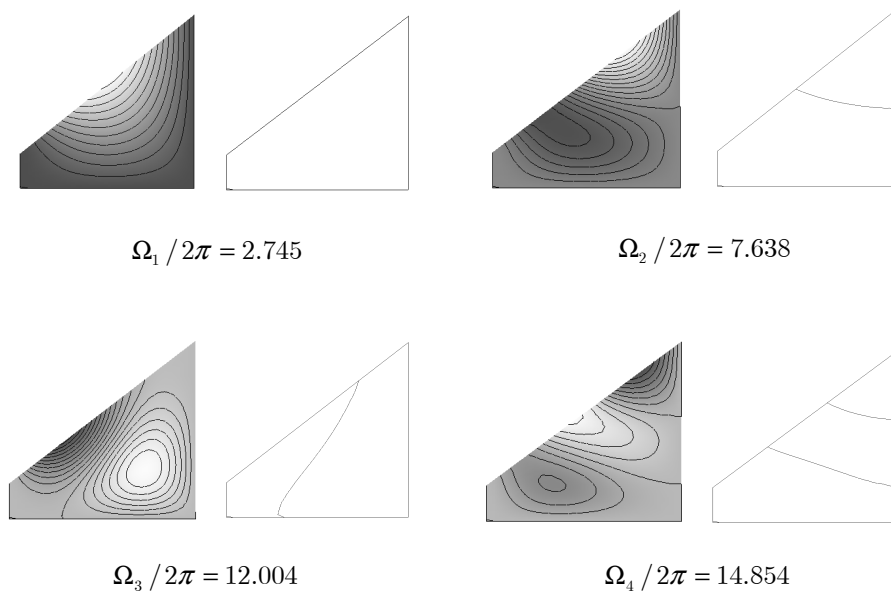 Ω₁ / 2π = 2.745
Ω₂ / 2π = 7.638
Ω₃ / 2π = 12.004
Ω₄ / 2π = 14.854